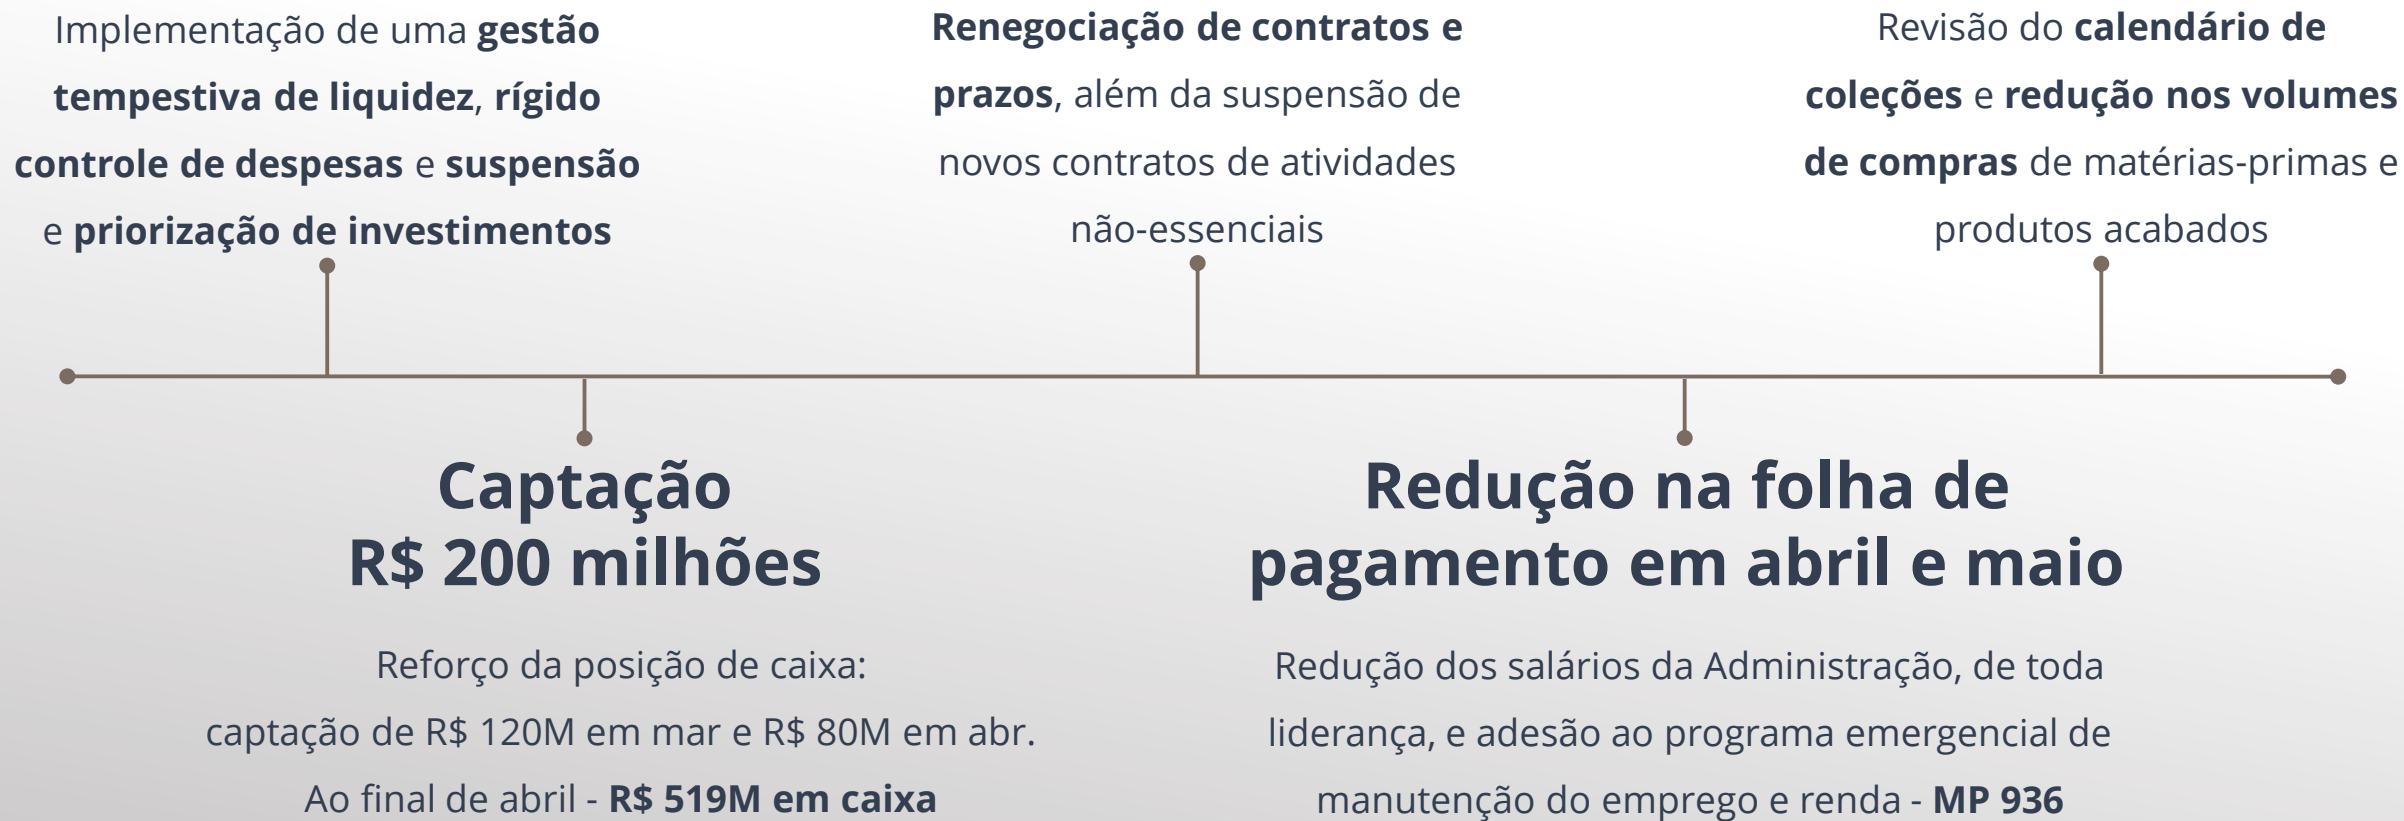 Implementação de uma gestão
tempestiva de liquidez, rígido
controle de despesas e suspensão
e priorização de investimentos
Renegociação de contratos e
prazos, além da suspensão de
novos contratos de atividades
não-essenciais
Revisão do calendário de
coleções e redução nos volumes
de compras de matérias-primas e
produtos acabados
Captação
R$ 200 milhões
Reforço da posição de caixa:
captação de R$ 120M em mar e R$ 80M em abr.
Ao final de abril - R$ 519M em caixa
Redução na folha de
pagamento em abril e maio
Redução dos salários da Administração, de toda
liderança, e adesão ao programa emergencial de
manutenção do emprego e renda - MP 936